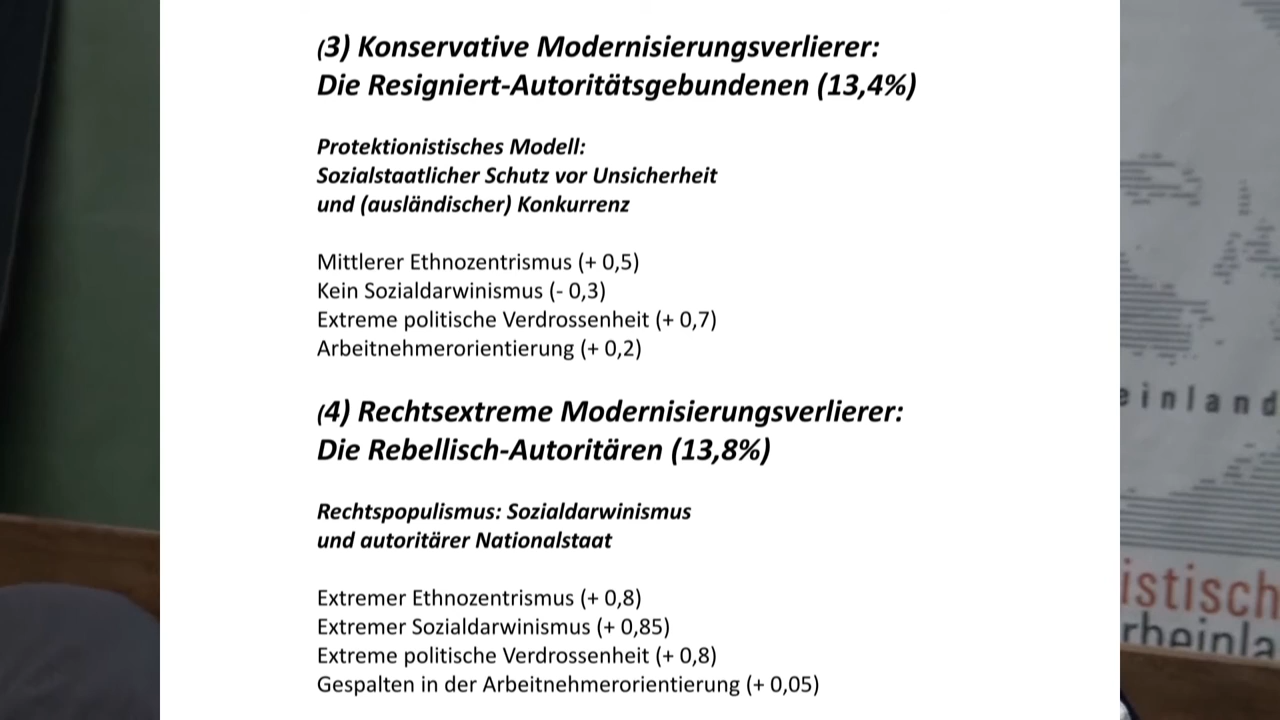 (3) Konservative Modernisierungsverlierer:
Die Resigniert-Autoritätsgebundenen (13,4%)
Protektionistisches Modell:
Sozialstaatlicher Schutz vor Unsicherheit
und (ausländischer) Konkurrenz
Mittlerer Ethnozentrismus (+ 0,5)
Kein Sozialdarwinismus (- 0,3)
Extreme politische Verdrossenheit (+ 0,7)
Arbeitnehmerorientierung (+ 0,2)
(4) Rechtsextreme Modernisierungsverlierer:
Die Rebellisch-Autoritären (13,8%)
Rechtspopulismus: Sozialdarwinismus
und autoritärer Nationalstaat
Extremer Ethnozentrismus (+ 0,8)
Extremer Sozialdarwinismus (+ 0,85)
Extreme politische Verdrossenheit (+ 0,8)
Gespalten in der Arbeitnehmerorientierung (+ 0,05)
einland
istisch
rheinla